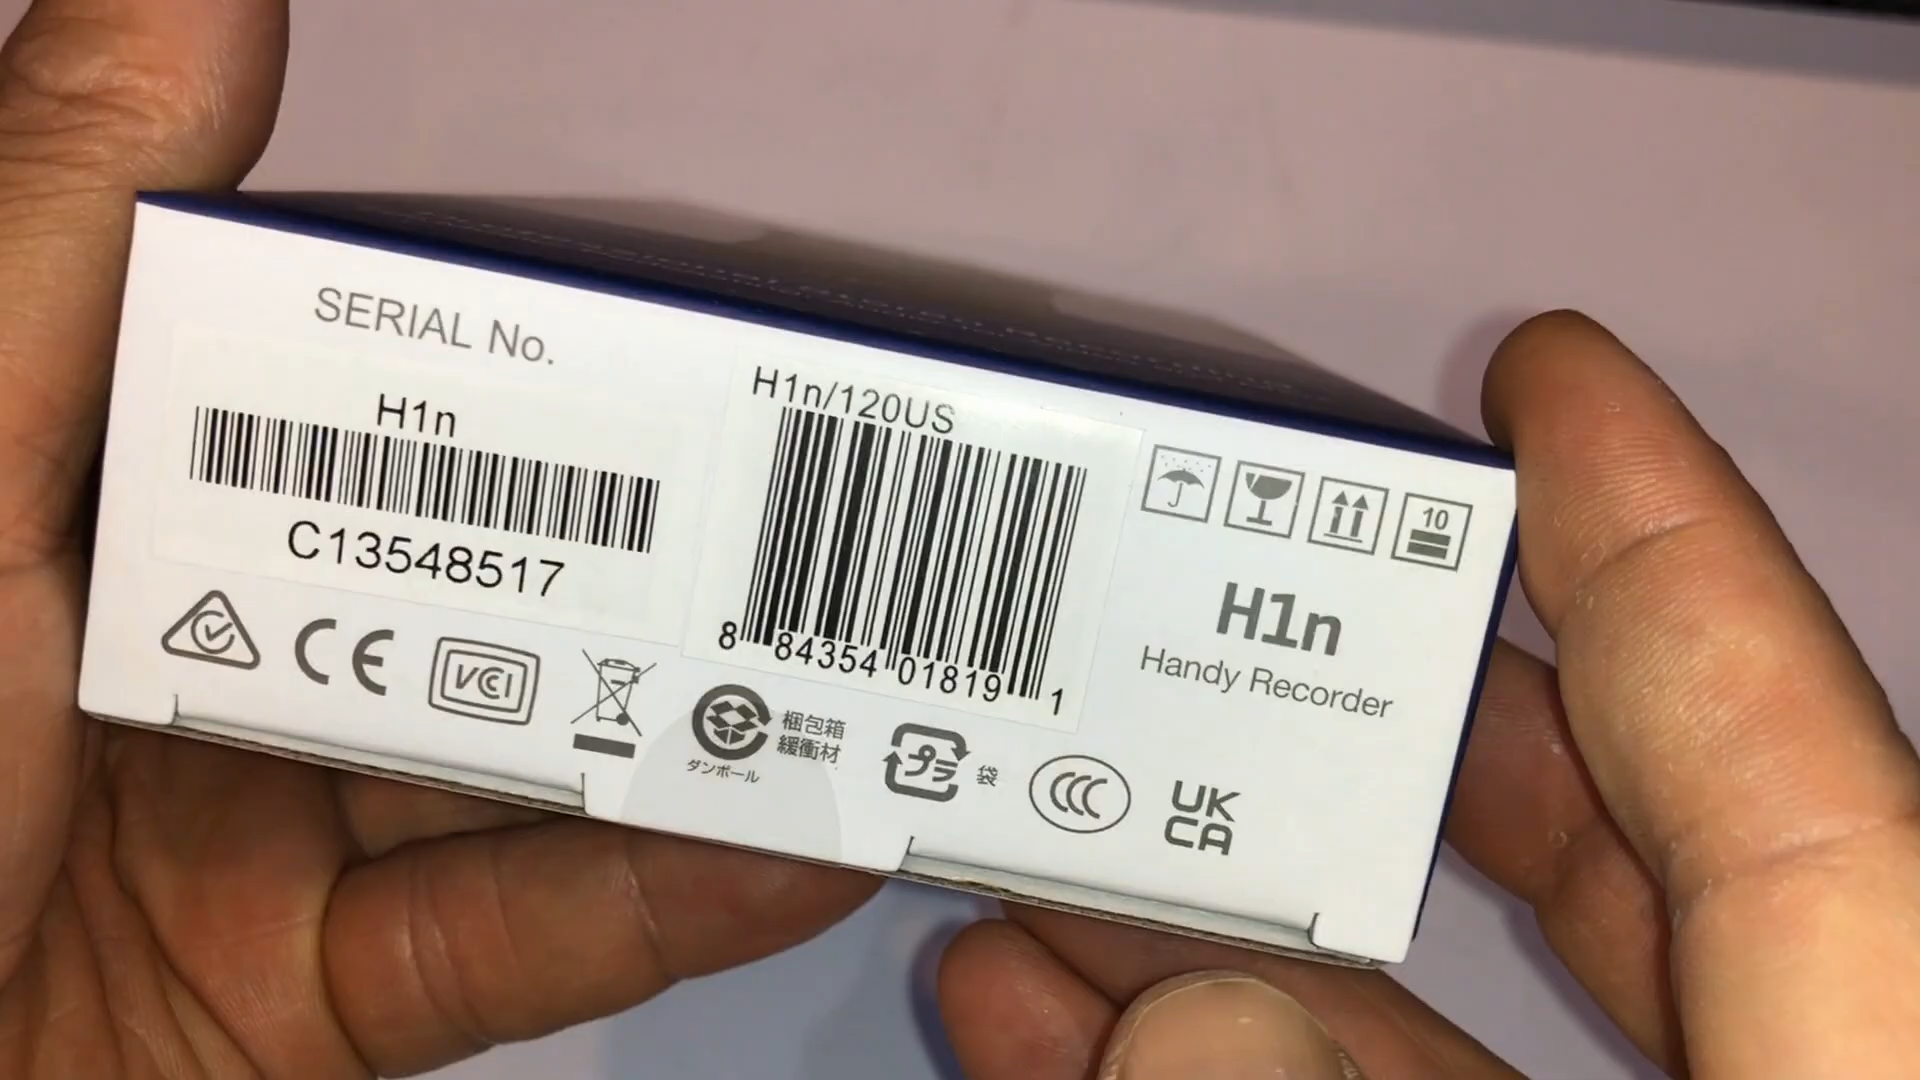 SERIAL No.
H1n
C13548517
H1n/120US
8 84354 01819 1
10
H1n
Handy Recorder
CE
VCCI
ダンボール
梱包箱
緩衝材
プラ
袋
CCC
UK
CA